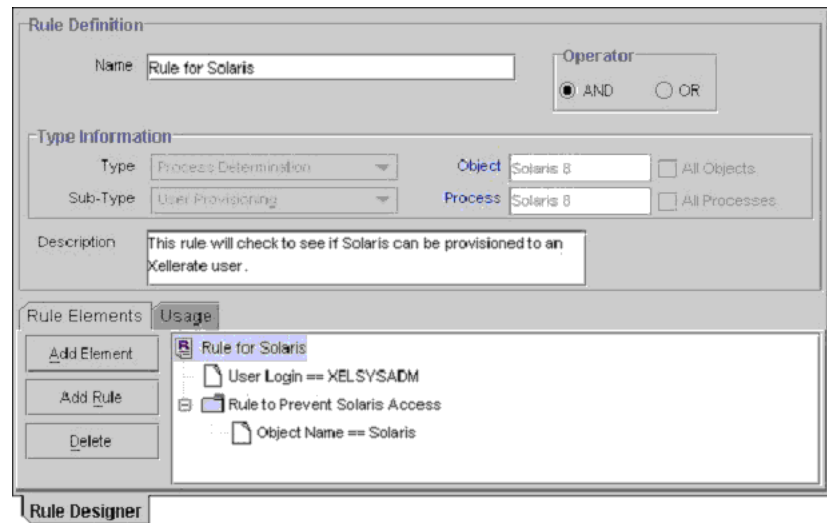 Rule Definition
Name Rule for Solaris
Operator
AND OR
Type Information
Type Process Determination Object Solaris 8 All Objects
Sub-Type User Provisioning Process Solaris 8 All Processes
Description This rule will check to see if Solaris can be provisioned to an
Xellerate user.
Rule Elements Usage
Add Element
Add Rule
Delete
Rule for Solaris
User Login == XELSYSADM
Rule to Prevent Solaris Access
Object Name == Solaris
Rule Designer